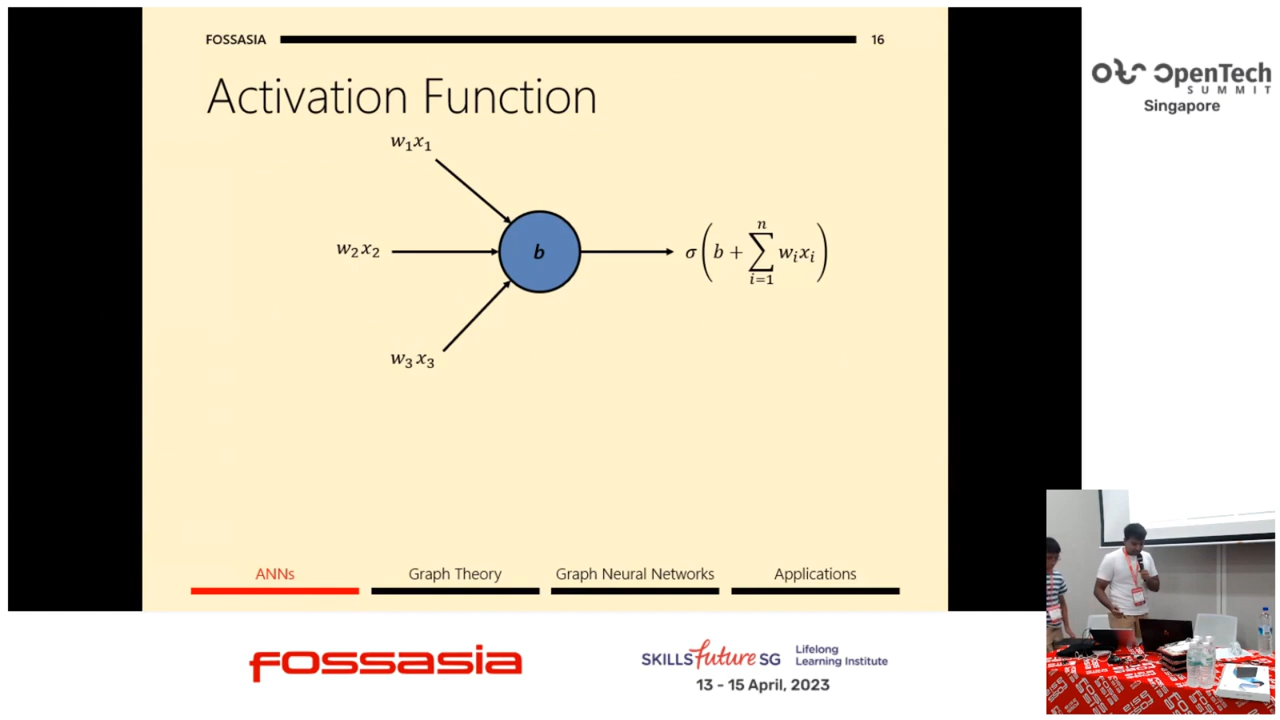 FOSSASIA
16
Activation Function
w₁x₁
w₂x₂
b
σ(b + ∑ⁿᵢ₌₁ wᵢxᵢ)
w₃x₃
ANNs
Graph Theory
Graph Neural Networks
Applications
OpenTech
SUMMIT
Singapore
FOSSASIA
SKILLSfuture SG
Lifelong
Learning Institute
13 - 15 April, 2023